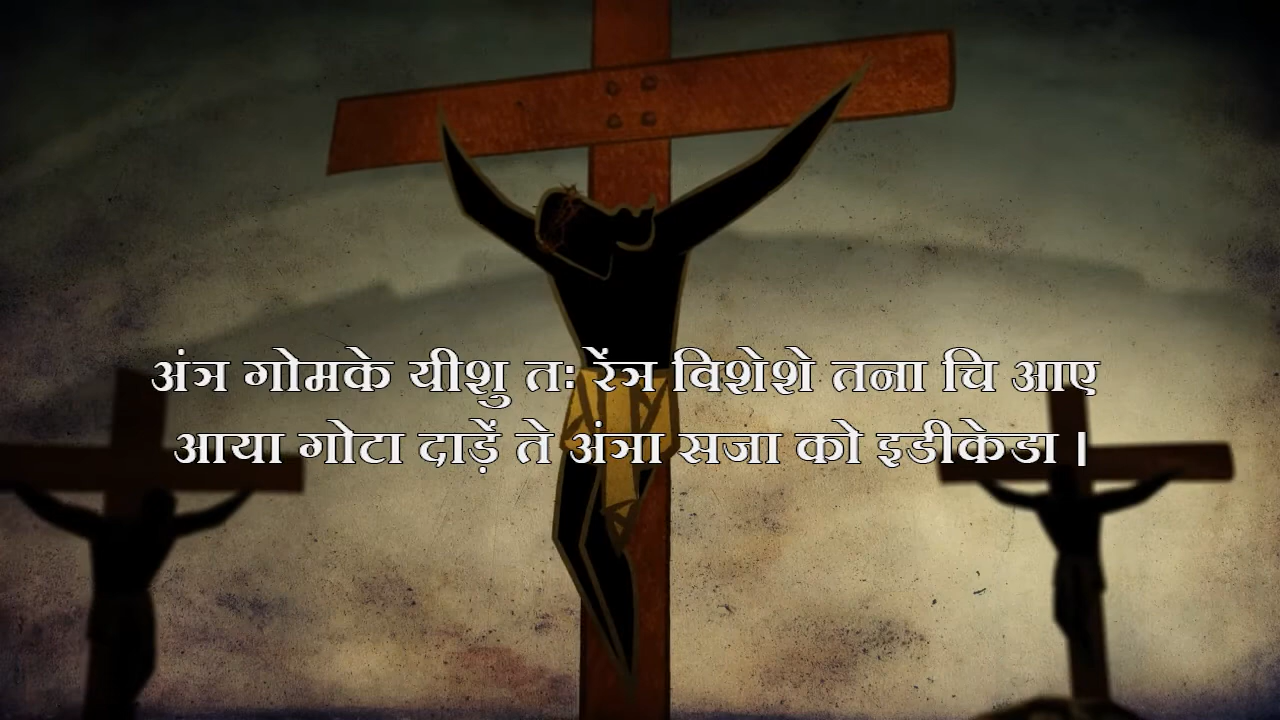 अंञ गोमके यीशु तः रेंञ विशेशे तना चि आए
आया गोटा दाड़ें ते अंञा सजा को इडीकेडा ।